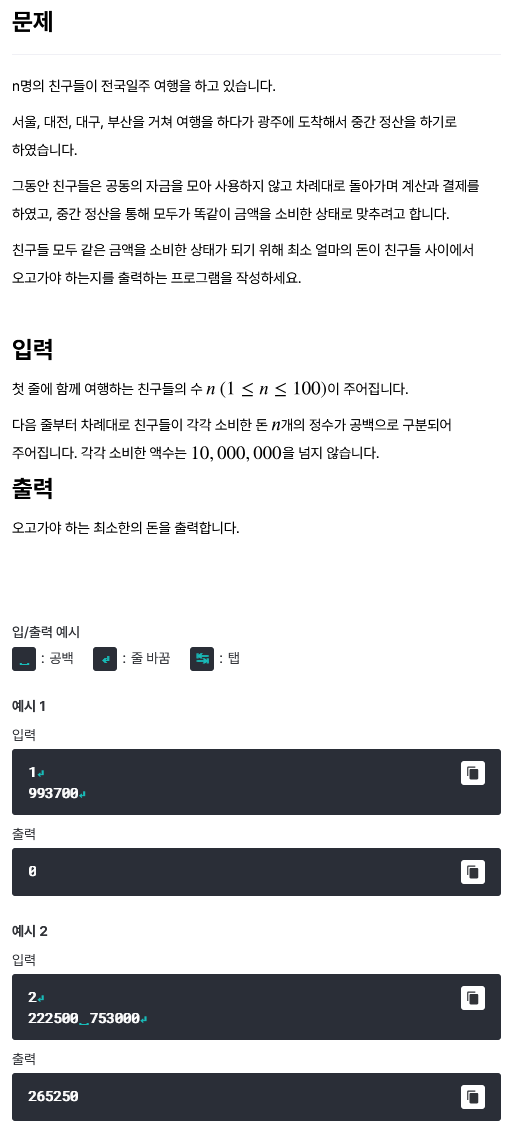 문제
n명의 친구들이 전국일주 여행을 하고 있습니다.
서울, 대전, 대구, 부산을 거쳐 여행을 하다가 광주에 도착해서 중간 정산을 하기로
하였습니다.
그동안 친구들은 공동의 자금을 모아 사용하지 않고 차례대로 돌아가며 계산과 결제를
하였고, 중간 정산을 통해 모두가 똑같이 금액을 소비한 상태로 맞추려고 합니다.
친구들 모두 같은 금액을 소비한 상태가 되기 위해 최소 얼마의 돈이 친구들 사이에서
오고가야 하는지를 출력하는 프로그램을 작성하세요.
입력
첫 줄에 함께 여행하는 친구들의 수 n (1 ≤ n ≤ 100)이 주어집니다.
다음 줄부터 차례대로 친구들이 각각 소비한 돈 n개의 정수가 공백으로 구분되어
주어집니다. 각각 소비한 액수는 10,000,000을 넘지 않습니다.
출력
오고가야 하는 최소한의 돈을 출력합니다.
입/출력 예시
⎵ : 공백 ↵ : 줄 바꿈 ↹ : 탭
예시 1
입력
1↵
993700↵
출력
0
예시 2
입력
2↵
222500⎵753000↵
출력
265250